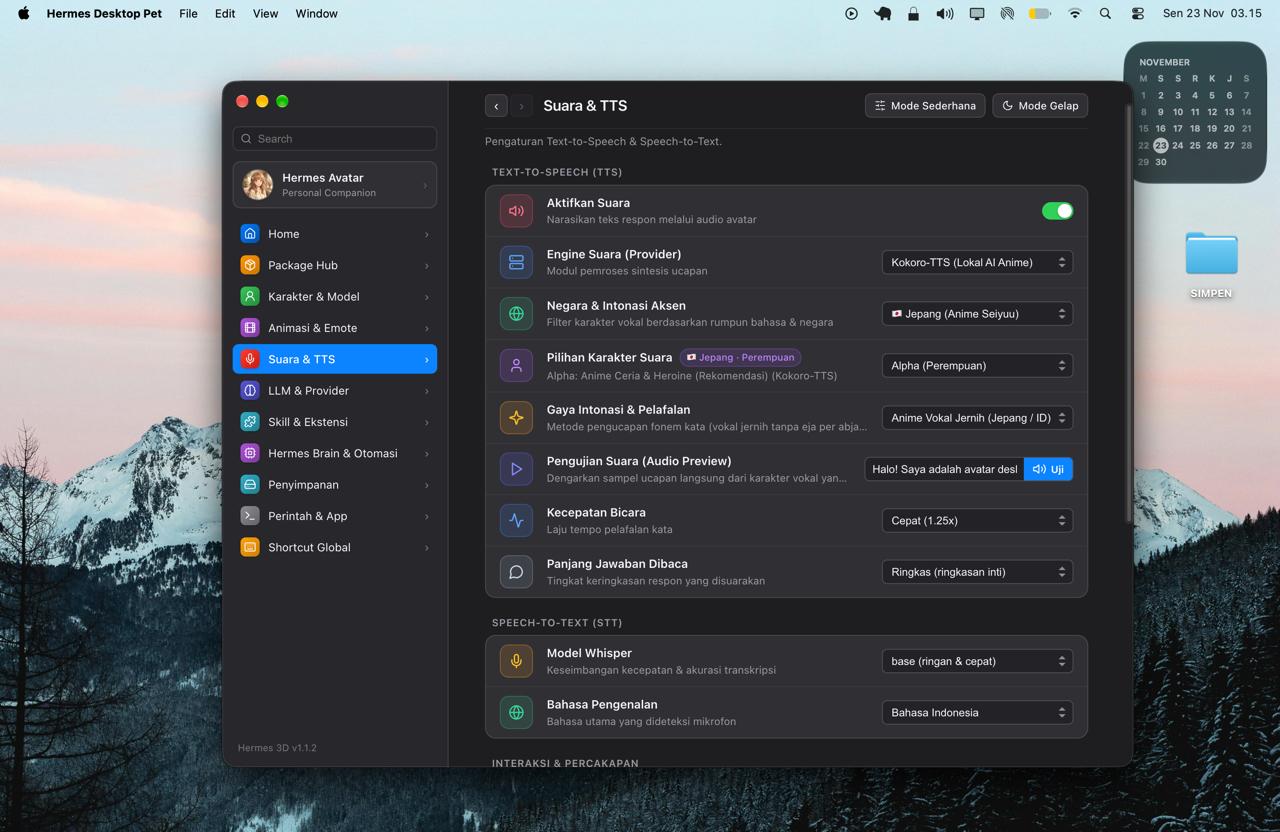 Hermes Desktop Pet File Edit View Window Sen 23 Nov 03.15
NOVEMBER
M S S R K J S
1 2 3 4 5 6 7
8 9 10 11 12 13 14
15 16 17 18 19 20 21
22 23 24 25 26 27 28
29 30
SIMPEN
Search
Hermes Avatar
Personal Companion
Home
Package Hub
Karakter & Model
Animasi & Emote
Suara & TTS
LLM & Provider
Skill & Ekstensi
Hermes Brain & Otomasi
Penyimpanan
Perintah & App
Shortcut Global
Hermes 3D v1.1.2
Suara & TTS
Mode Sederhana
Mode Gelap
Pengaturan Text-to-Speech & Speech-to-Text.
TEXT-TO-SPEECH (TTS)
Aktifkan Suara
Narasikan teks respon melalui audio avatar
Engine Suara (Provider)
Modul pemroses sintesis ucapan
Kokoro-TTS (Lokal AI Anime)
Negara & Intonasi Aksen
Filter karakter vokal berdasarkan rumpun bahasa & negara
Jepang (Anime Seiyuu)
Pilihan Karakter Suara
Jepang · Perempuan
Alpha: Anime Ceria & Heroine (Rekomendasi) (Kokoro-TTS)
Alpha (Perempuan)
Gaya Intonasi & Pelafalan
Metode pengucapan fonem kata (vokal jernih tanpa eja per abja...
Anime Vokal Jernih (Jepang / ID)
Pengujian Suara (Audio Preview)
Dengarkan sampel ucapan langsung dari karakter vokal yan...
Halo! Saya adalah avatar desl
Uji
Kecepatan Bicara
Laju tempo pelafalan kata
Cepat (1.25x)
Panjang Jawaban Dibaca
Tingkat keringkasan respon yang disuarakan
Ringkas (ringkasan inti)
SPEECH-TO-TEXT (STT)
Model Whisper
Keseimbangan kecepatan & akurasi transkripsi
base (ringan & cepat)
Bahasa Pengenalan
Bahasa utama yang dideteksi mikrofon
Bahasa Indonesia
INTERAKSI & PERCAKAPAN